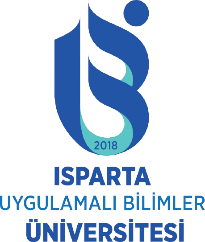 2018
ISPARTA
UYGULAMALI BİLİMLER
ÜNİVERSİTESİ